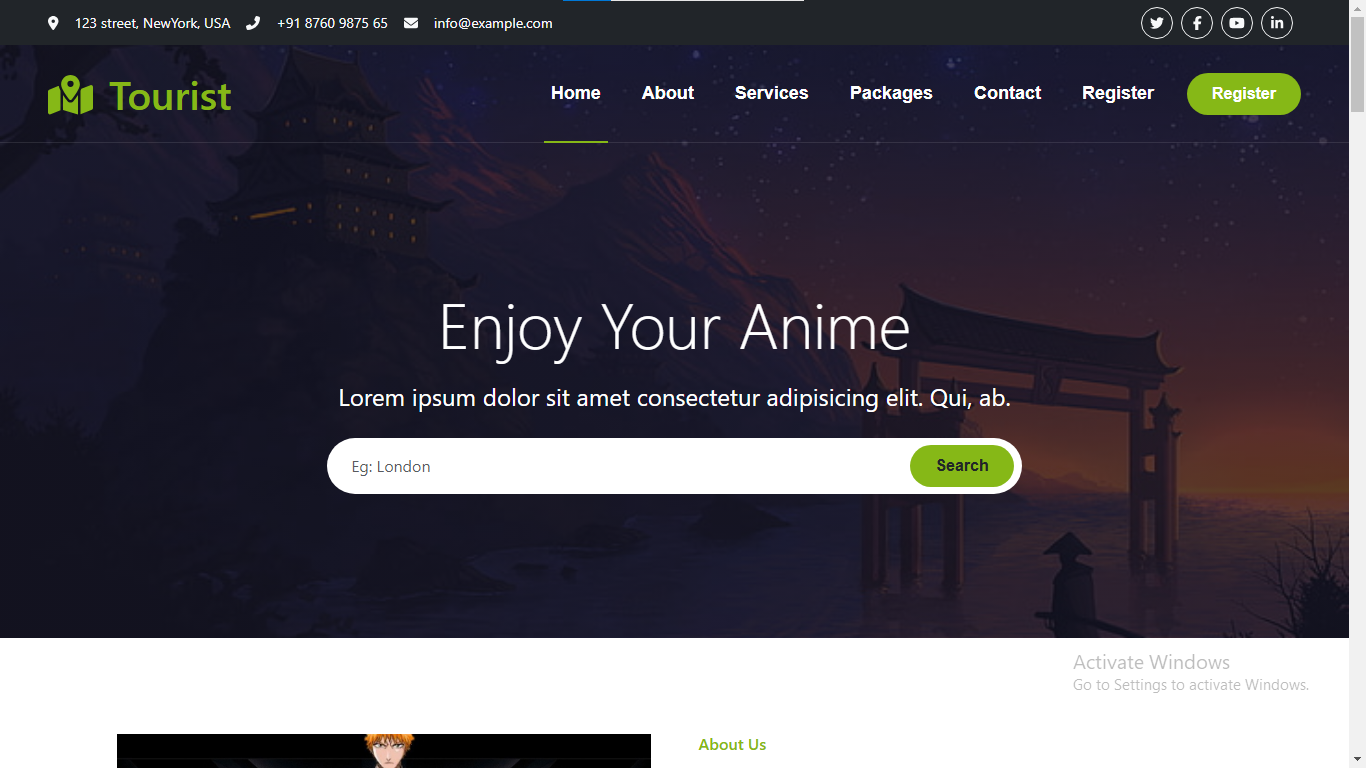 123 street, NewYork, USA +91 8760 9875 65 info@example.com
Tourist
Home About Services Packages Contact Register Register
Enjoy Your Anime
Lorem ipsum dolor sit amet consectetur adipisicing elit. Qui, ab.
Eg: London Search
Activate Windows
Go to Settings to activate Windows.
About Us